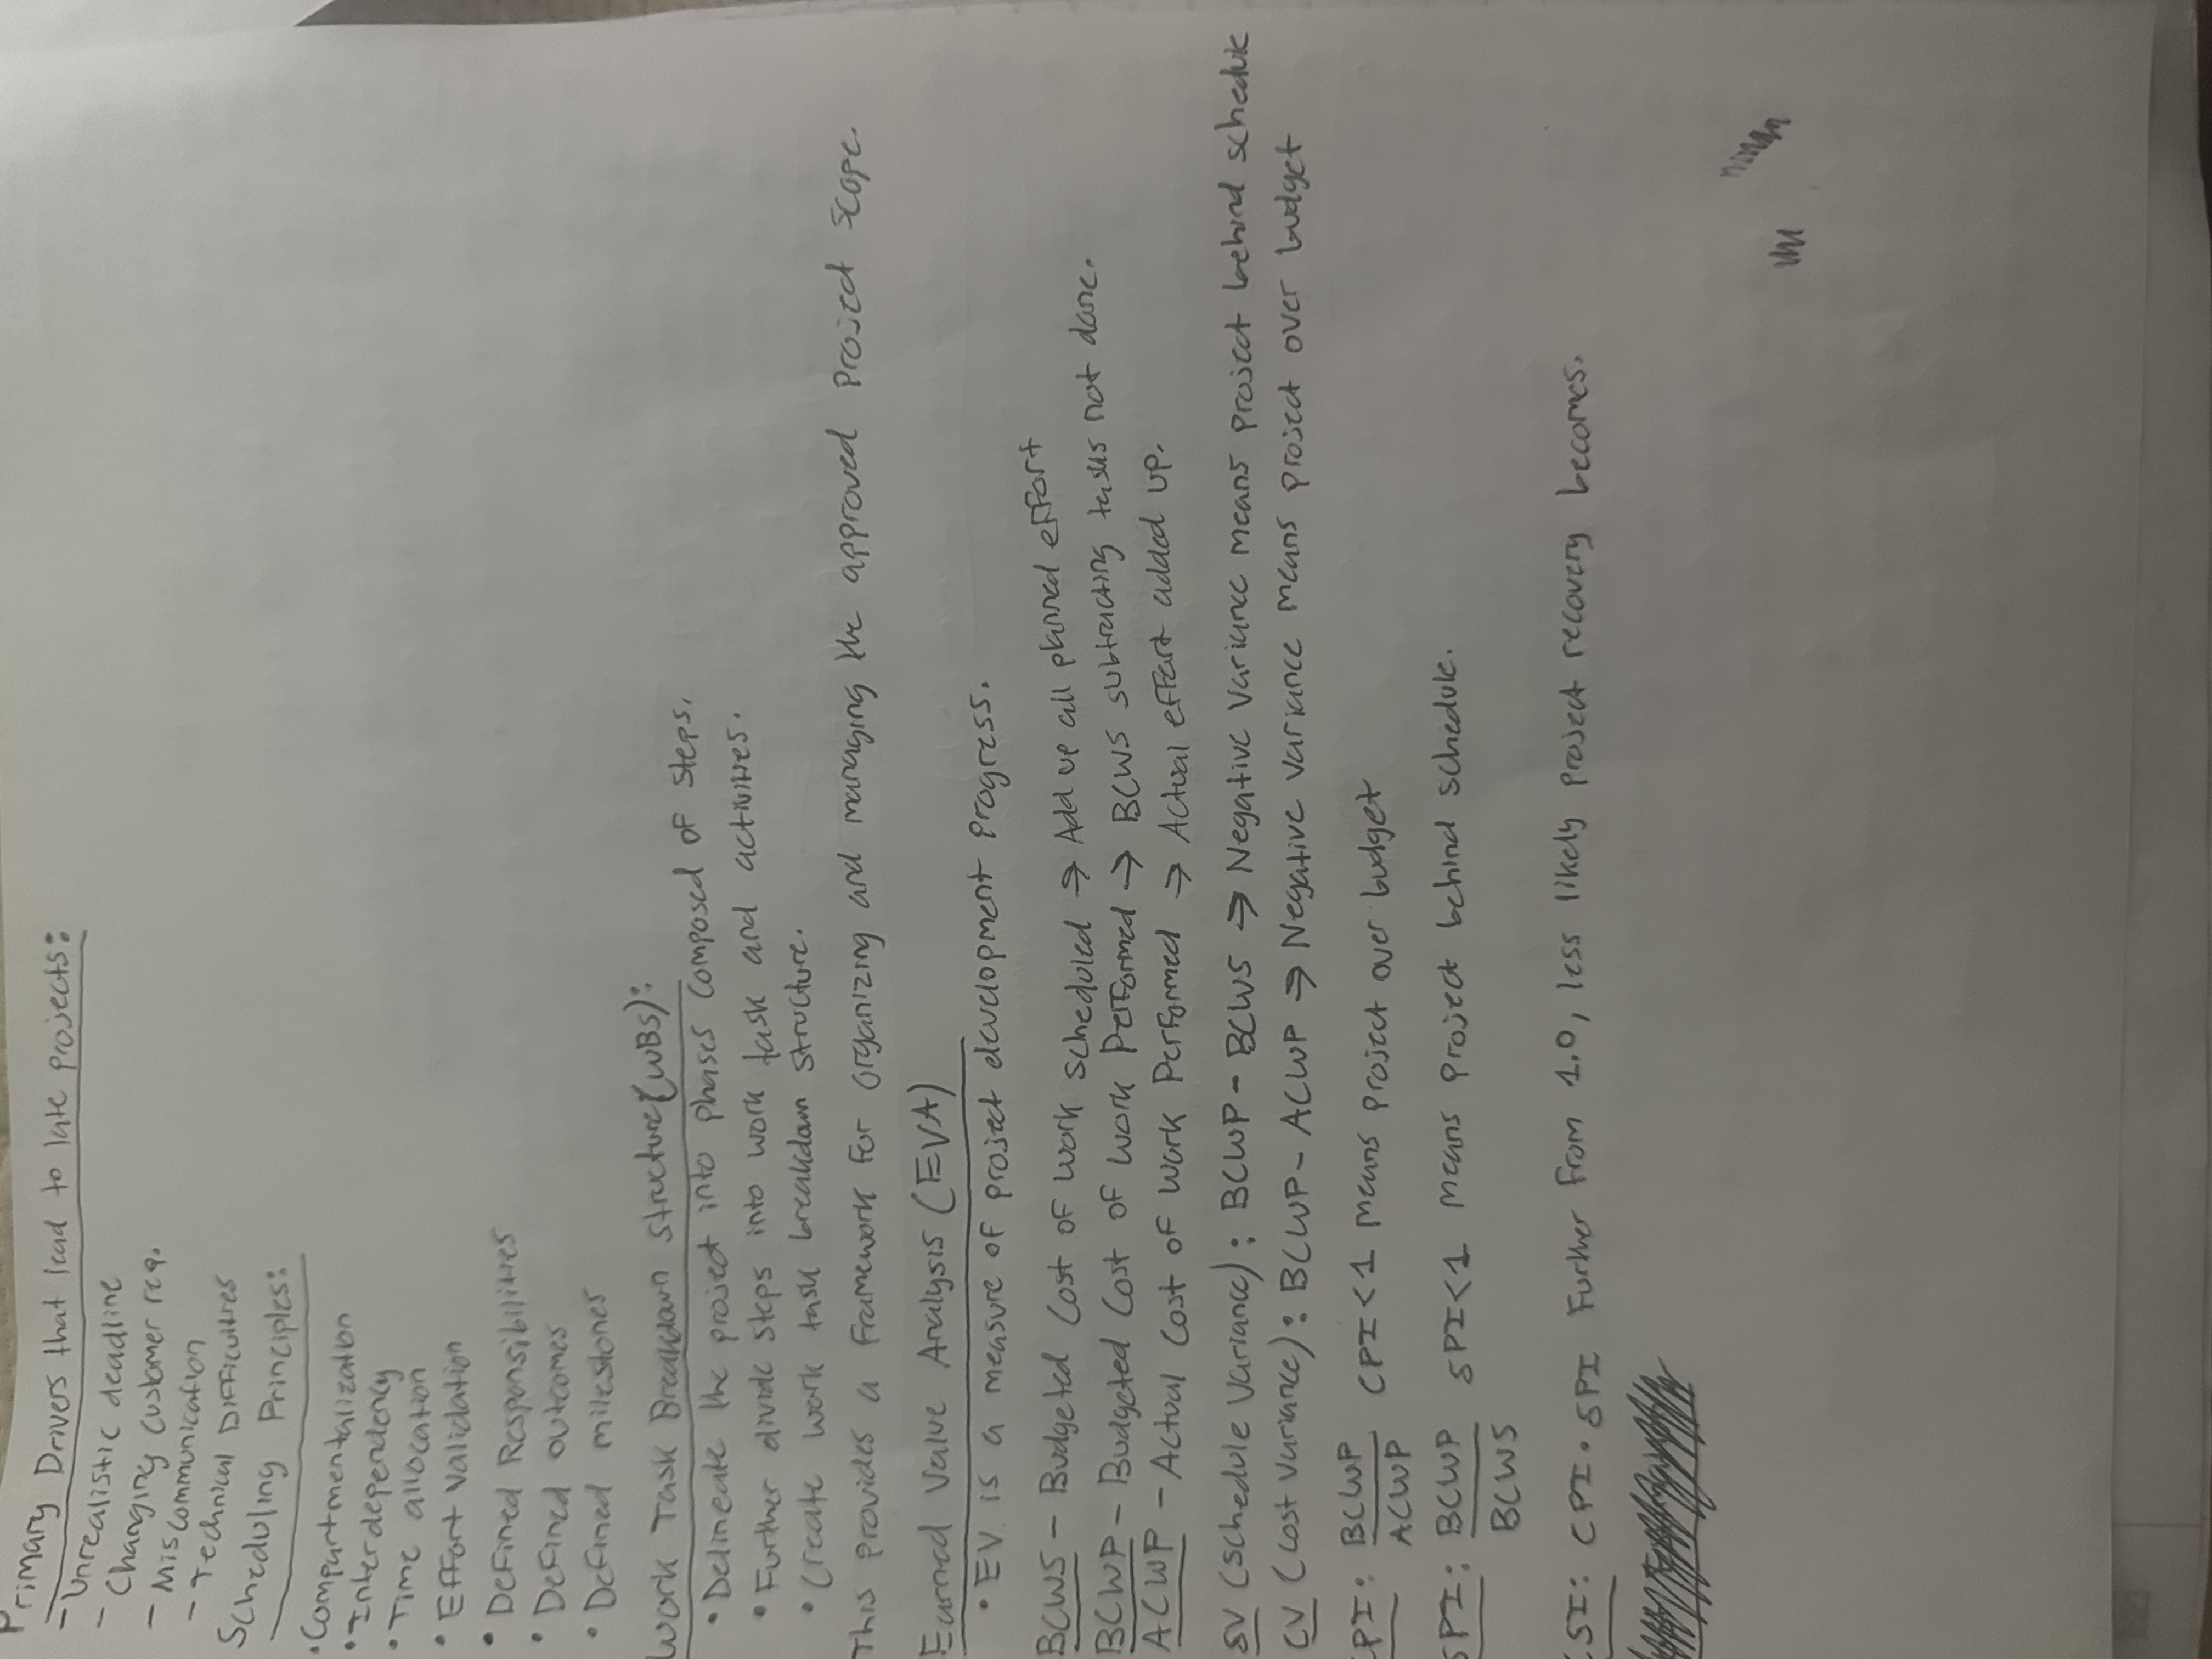 Primary Drivers that lead to late projects:
- Unrealistic deadline
- Changing customer req.
- Miscommunication
- Technical Difficulties
Scheduling Principles:
• Compartmentalization
• Interdependency
• Time allocation
• Effort Validation
• Defined Responsibilities
• Defined outcomes
• Defined milestones
Work Task Breakdown Structure (WBS):
• Delineate the project into phases composed of steps.
• Further divide steps into work task and activities.
• Create work task breakdown structure.
This provides a framework for organizing and managing the approved project scope.
Earned Value Analysis (EVA)
• EV is a measure of project development progress.
BCWS - Budgeted Cost of Work Scheduled → Add up all planned effort
BCWP - Budgeted Cost of Work Performed → BCWS subtracting tasks not done.
ACWP - Actual Cost of Work Performed → Actual effort added up.
SV (Schedule Variance): BCWP - BCWS → Negative Variance means project behind schedule
CV (Cost Variance): BCWP - ACWP → Negative variance means project over budget
CPI: BCWP / ACWP CPI < 1 means project over budget
SPI: BCWP / BCWS SPI < 1 means project behind schedule.
CSI: CPI • SPI Further from 1.0, less likely project recovery becomes.